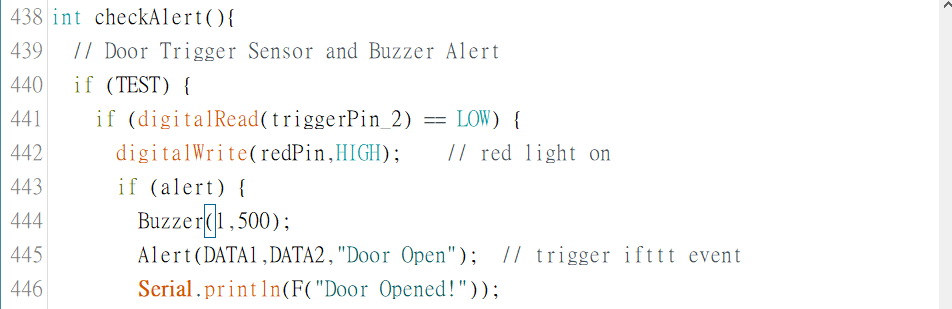 438 int checkAlert(){
439 // Door Trigger Sensor and Buzzer Alert
440 if (TEST) {
441 if (digitalRead(triggerPin_2) == LOW) {
442 digitalWrite(redPin,HIGH); // red light on
443 if (alert) {
444 Buzzer(1,500);
445 Alert(DATA1,DATA2,"Door Open"); // trigger ifttt event
446 Serial.println(F("Door Opened!"));